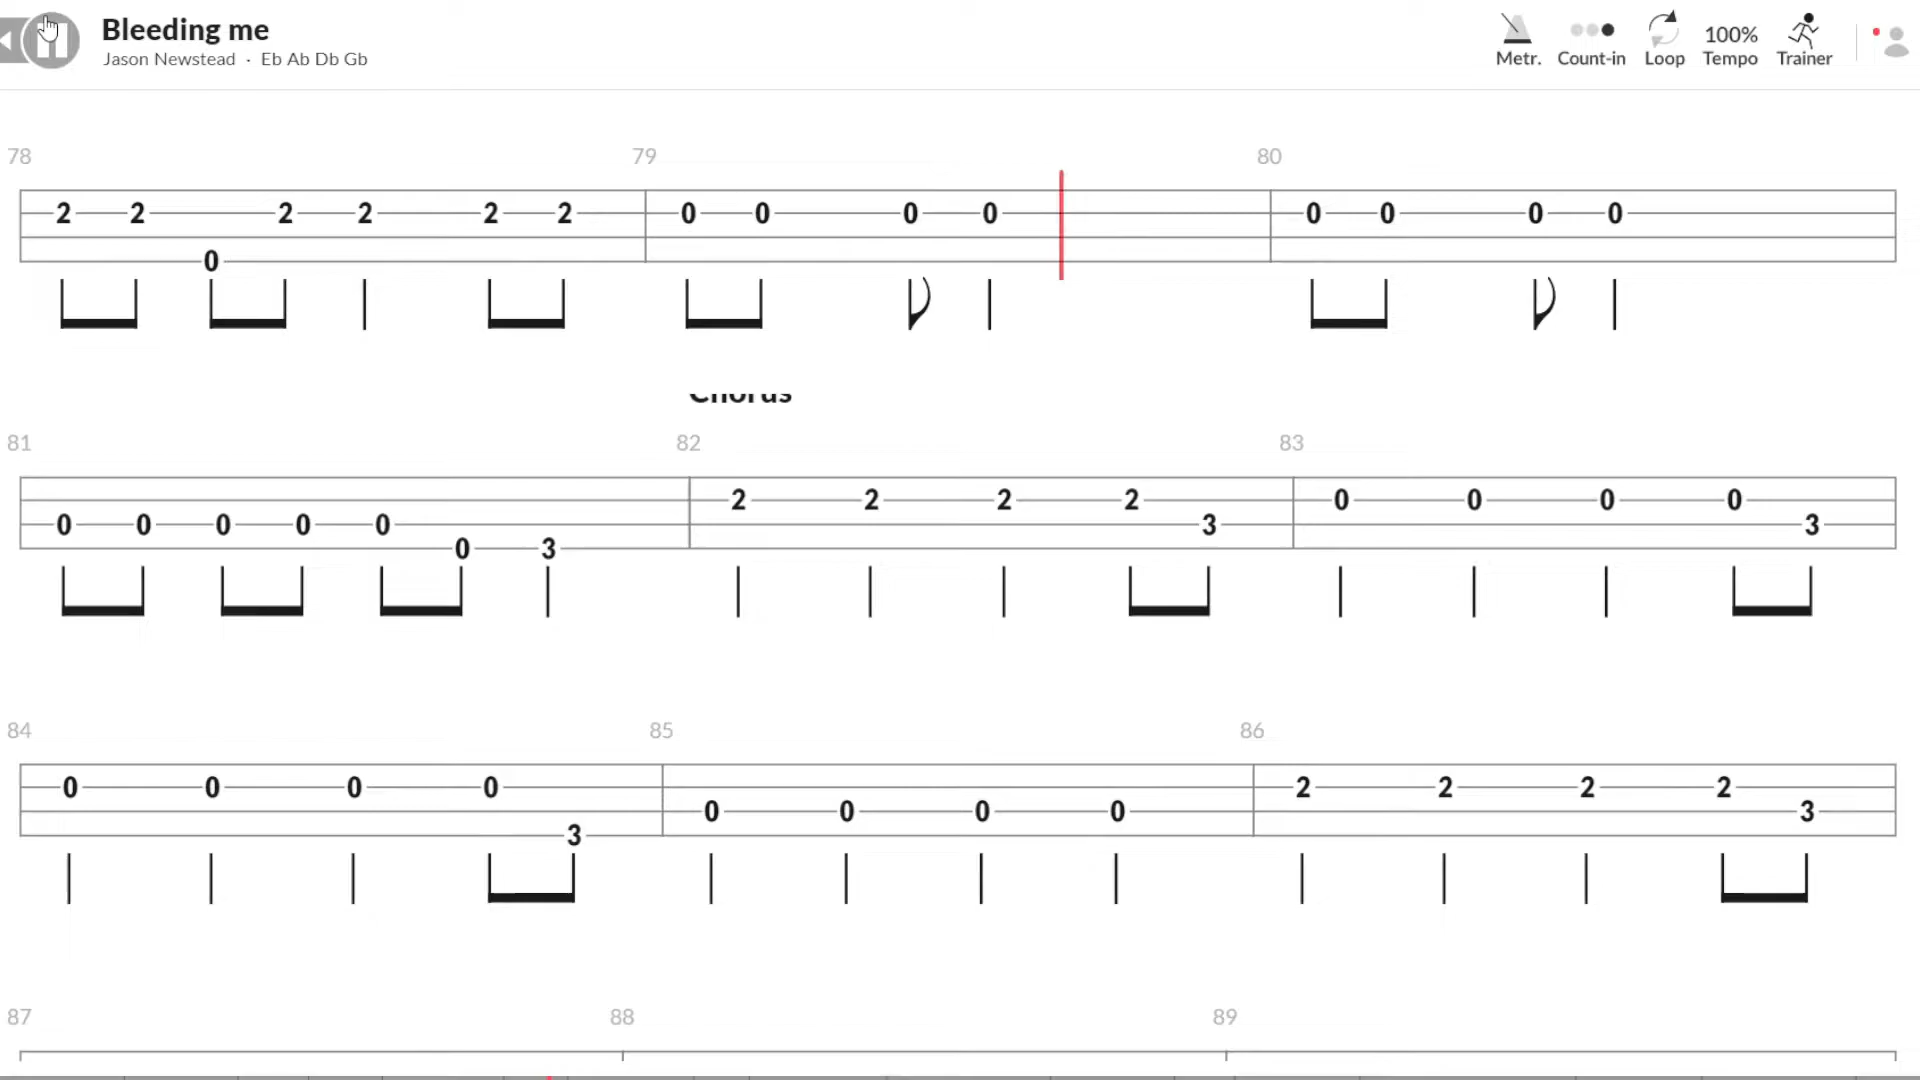 Bleeding me
Jason Newstead · Eb Ab Db Gb
Metr. Count-in Loop 100% Tempo Trainer
78 79 80
2 2 2 2 2 2 0 0 0 0 0 0 0 0
0
Chorus
81 82 83
2 2 2 2 0 0 0 0
0 0 0 0 0 3 3
0 3
84 85 86
0 0 0 0 2 2 2 2
0 0 0 0 3
3
87 88 89